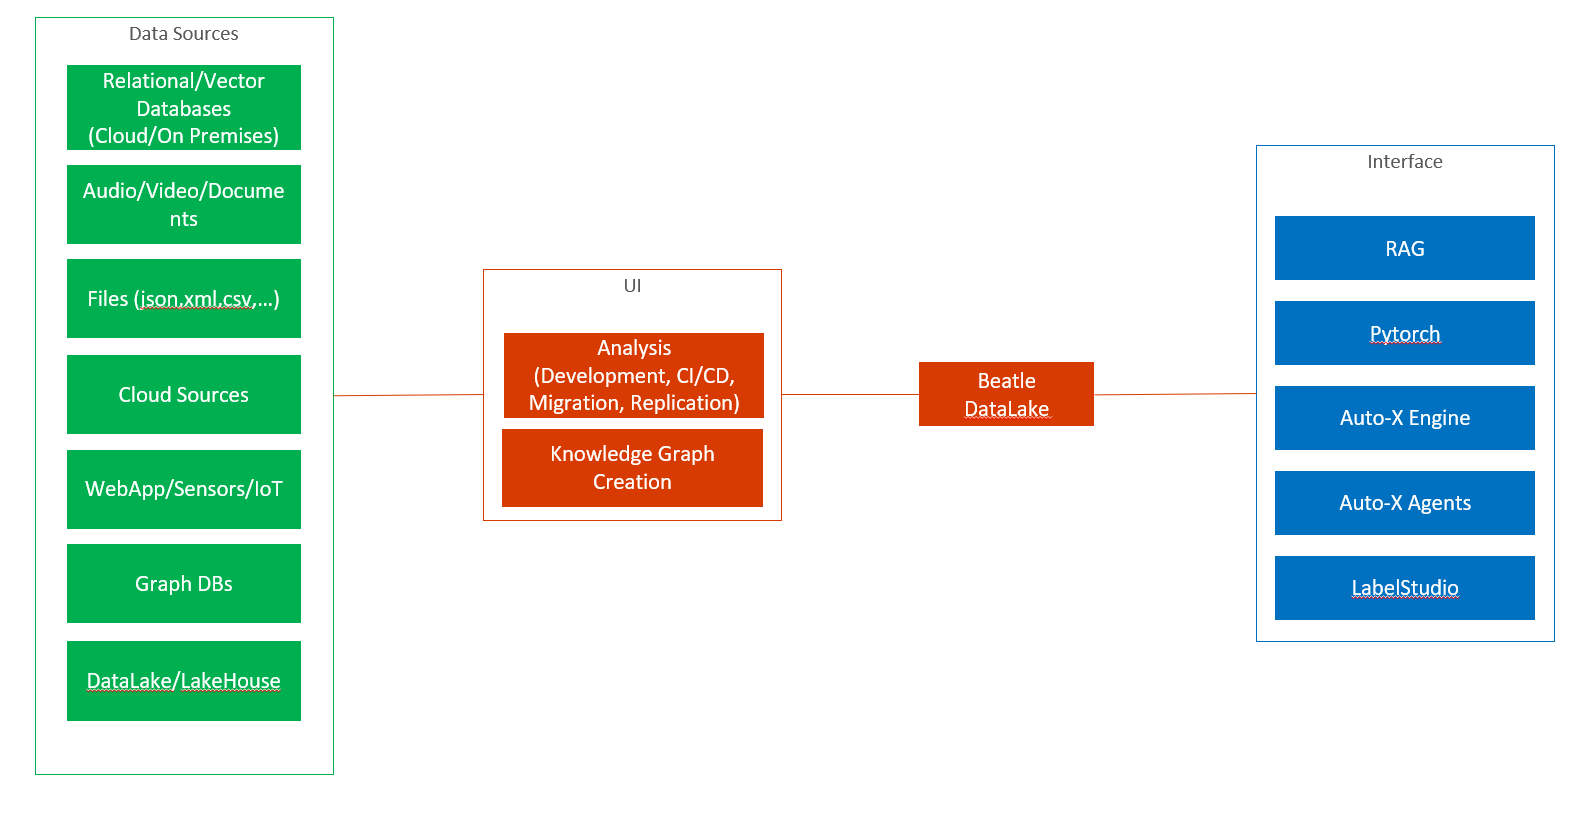 Data Sources
Relational/Vector
Databases
(Cloud/On Premises)
Audio/Video/Docume
nts
Files (json,xml,csv,...)
Cloud Sources
WebApp/Sensors/IoT
Graph DBs
DataLake/LakeHouse
UI
Analysis
(Development, CI/CD,
Migration, Replication)
Knowledge Graph
Creation
Beatle
DataLake
Interface
RAG
Pytorch
Auto-X Engine
Auto-X Agents
LabelStudio